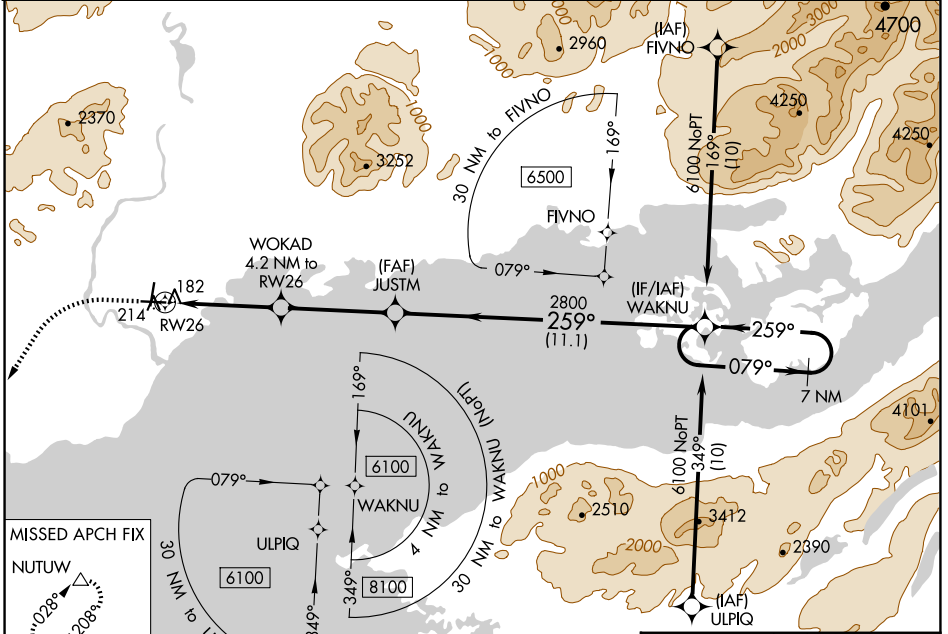 (IAF)
FIVNO
3000
4700
2960
2000
1000
1000
2370
3252
4250
4250
30 NM to FIVNO
169°
6500
FIVNO
079°
6100 NoPT
169°
(10)
WOKAD
4.2 NM to
RW26
(FAF)
JUSTM
(IF/IAF)
WAKNU
182
214
RW26
2800
259°
(11.1)
259°
079°
7 NM
169°
30 NM to WAKNU (NoPT)
4 NM to WAKNU
6100
WAKNU
8100
349°
079°
ULPIQ
6100
30 NM to
349°
6100 NoPT
349°
(10)
4101
1000
2510
3412
2000
2390
(IAF)
ULPIQ
MISSED APCH FIX
NUTUW
028°
208°